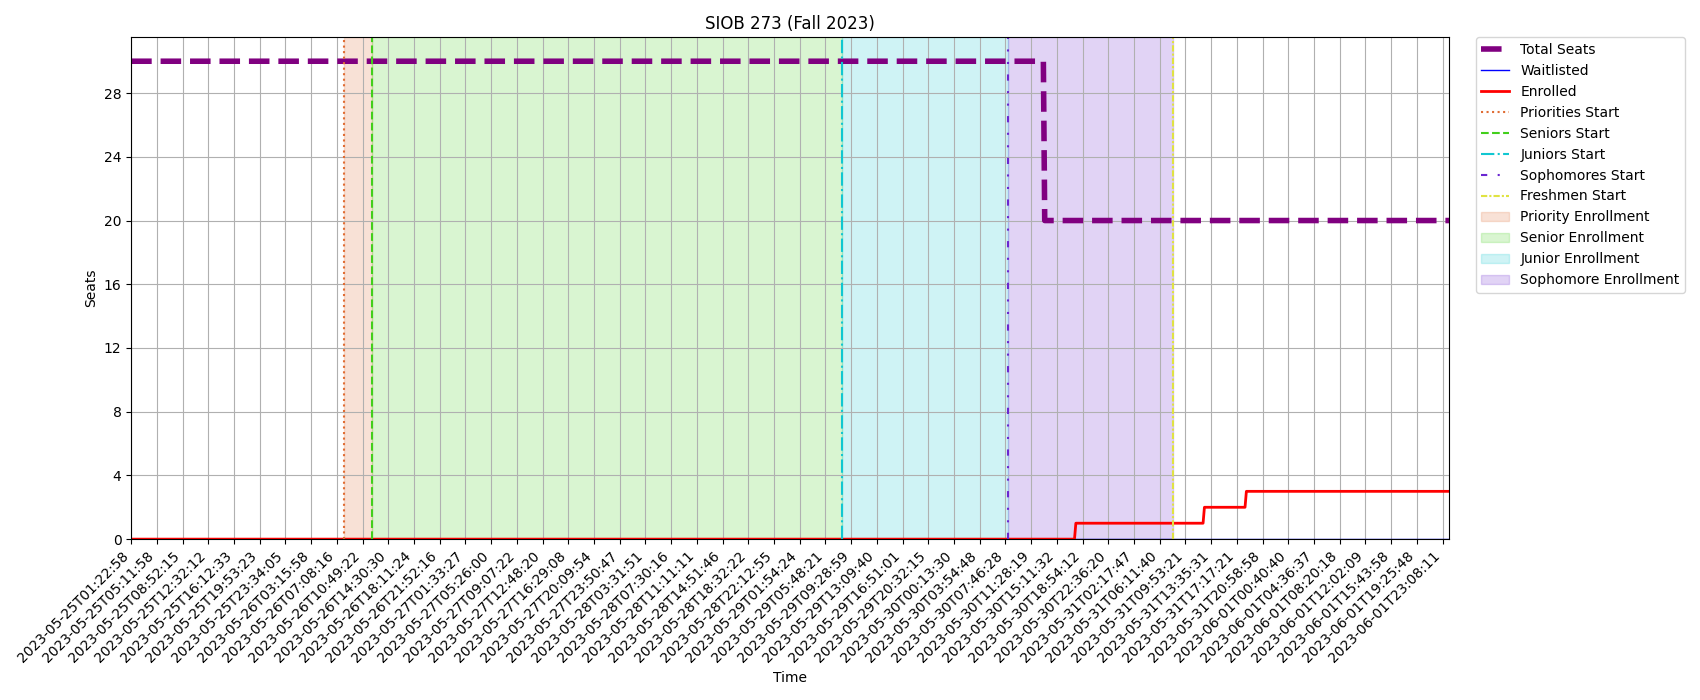 SIOB 273 (Fall 2023)
Total Seats
Waitlisted
Enrolled
Priorities Start
Seniors Start
Juniors Start
Sophomores Start
Freshmen Start
Priority Enrollment
Senior Enrollment
Junior Enrollment
Sophomore Enrollment
Seats
28
24
20
16
12
8
4
0
2023-05-25T01:22:58
2023-05-25T05:11:58
2023-05-25T08:52:15
2023-05-25T12:32:12
2023-05-25T16:12:33
2023-05-25T19:53:23
2023-05-25T23:34:05
2023-05-26T03:15:58
2023-05-26T07:08:16
2023-05-26T10:49:22
2023-05-26T14:30:30
2023-05-26T18:11:24
2023-05-26T21:52:16
2023-05-27T01:33:27
2023-05-27T05:26:00
2023-05-27T09:07:22
2023-05-27T12:48:20
2023-05-27T16:29:08
2023-05-27T20:09:54
2023-05-27T23:50:47
2023-05-28T03:31:51
2023-05-28T07:30:16
2023-05-28T11:11:11
2023-05-28T14:51:46
2023-05-28T18:32:22
2023-05-28T22:12:55
2023-05-29T01:54:24
2023-05-29T05:48:21
2023-05-29T09:28:59
2023-05-29T13:09:40
2023-05-29T16:51:01
2023-05-29T20:32:15
2023-05-30T00:13:30
2023-05-30T03:54:48
2023-05-30T07:46:28
2023-05-30T11:28:19
2023-05-30T15:11:32
2023-05-30T18:54:12
2023-05-30T22:36:20
2023-05-31T02:17:47
2023-05-31T06:11:40
2023-05-31T09:53:21
2023-05-31T13:35:31
2023-05-31T17:17:21
2023-05-31T20:58:58
2023-06-01T00:40:40
2023-06-01T04:36:37
2023-06-01T08:20:18
2023-06-01T12:02:09
2023-06-01T15:43:58
2023-06-01T19:25:48
2023-06-01T23:08:11
Time